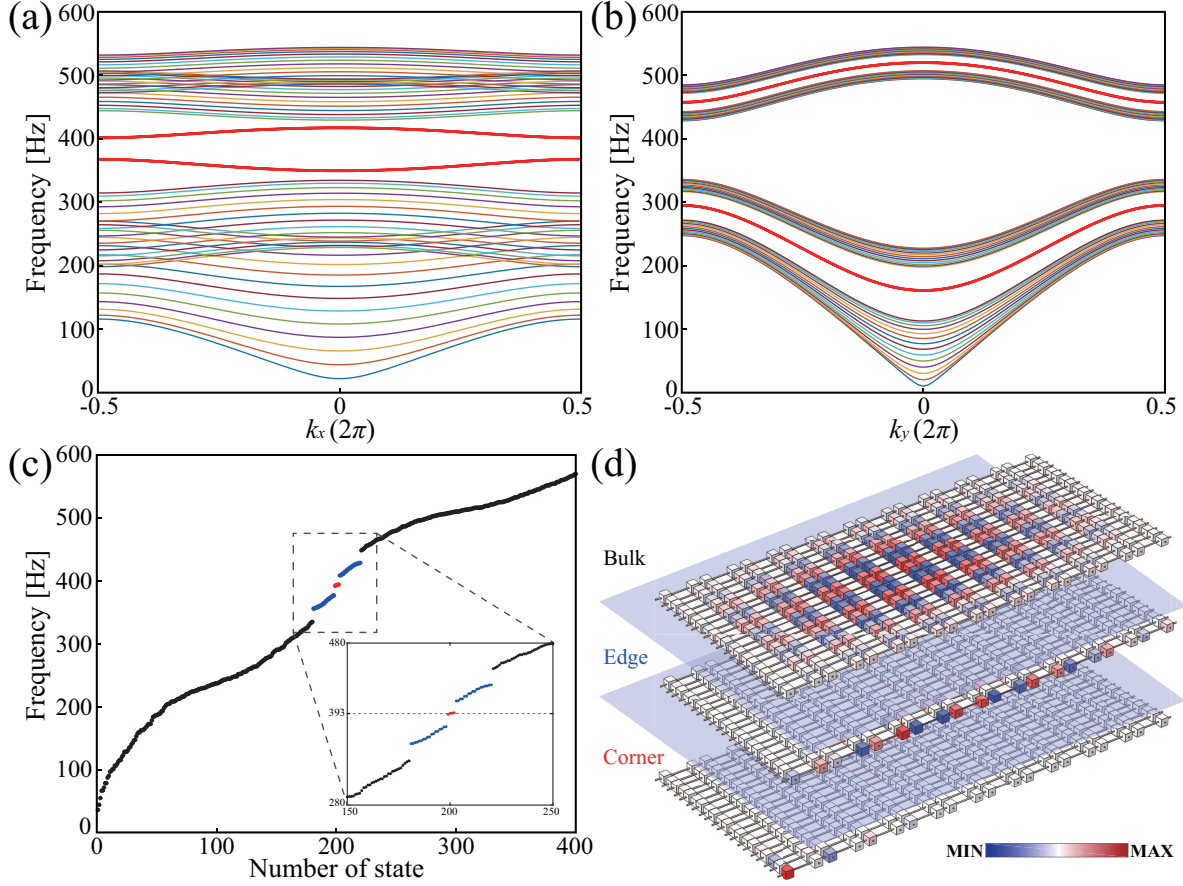 (a)
600
500
400
300
200
100
0
Frequency [Hz]
-0.5
0
0.5
kx (2π)
(b)
600
500
400
300
200
100
0
Frequency [Hz]
-0.5
0
0.5
ky (2π)
(c)
600
500
400
300
200
100
0
Frequency [Hz]
0
100
200
300
400
Number of state
480
393
280
150
200
250
(d)
Bulk
Edge
Corner
MIN MAX